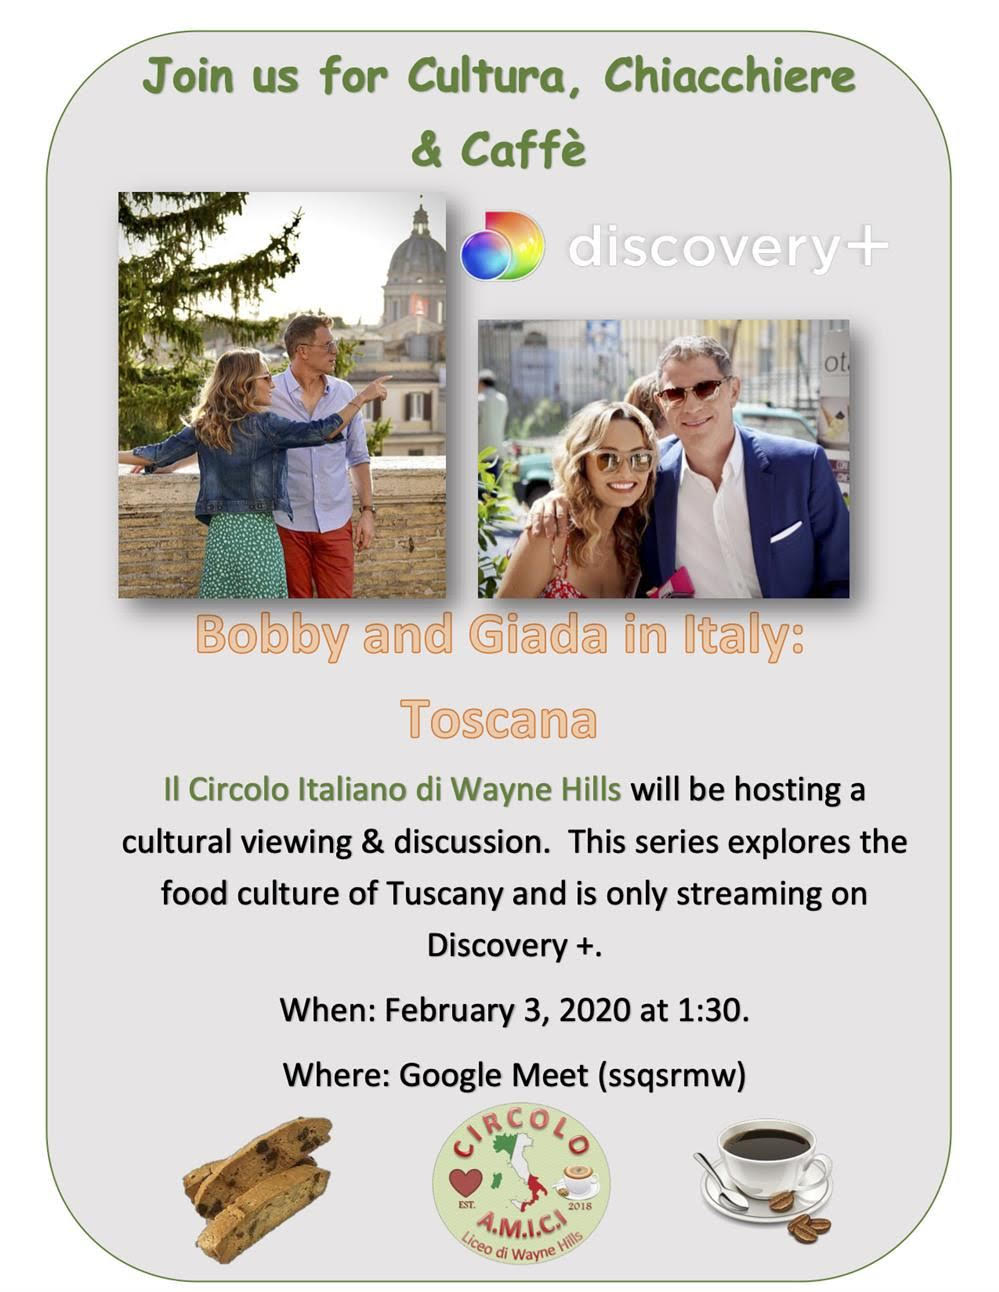 Join us for Cultura, Chiacchiere
& Caffè
discovery+
Bobby and Giada in Italy:
Toscana
Il Circolo Italiano di Wayne Hills will be hosting a
cultural viewing & discussion. This series explores the
food culture of Tuscany and is only streaming on
Discovery +.
When: February 3, 2020 at 1:30.
Where: Google Meet (ssqsrmw)
CIRCOLO
EST. 2018
A.M.I.C.I
Liceo di Wayne Hills